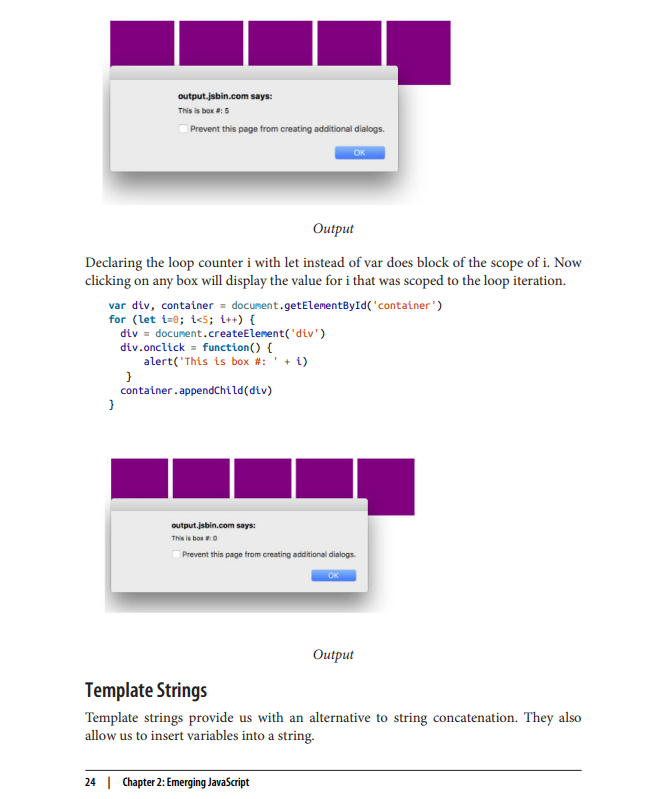 output.jsbin.com says:
This is box #: 5
Prevent this page from creating additional dialogs.
OK
Output
Declaring the loop counter i with let instead of var does block of the scope of i. Now
clicking on any box will display the value for i that was scoped to the loop iteration.
var div, container = document.getElementById('container')
for (let i=0; i<5; i++) {
  div = document.createElement('div')
  div.onclick = function() {
      alert('This is box #: ' + i)
   }
  container.appendChild(div)
}
output.jsbin.com says:
This is box #: 0
Prevent this page from creating additional dialogs.
OK
Output
Template Strings
Template strings provide us with an alternative to string concatenation. They also
allow us to insert variables into a string.
24 | Chapter 2: Emerging JavaScript